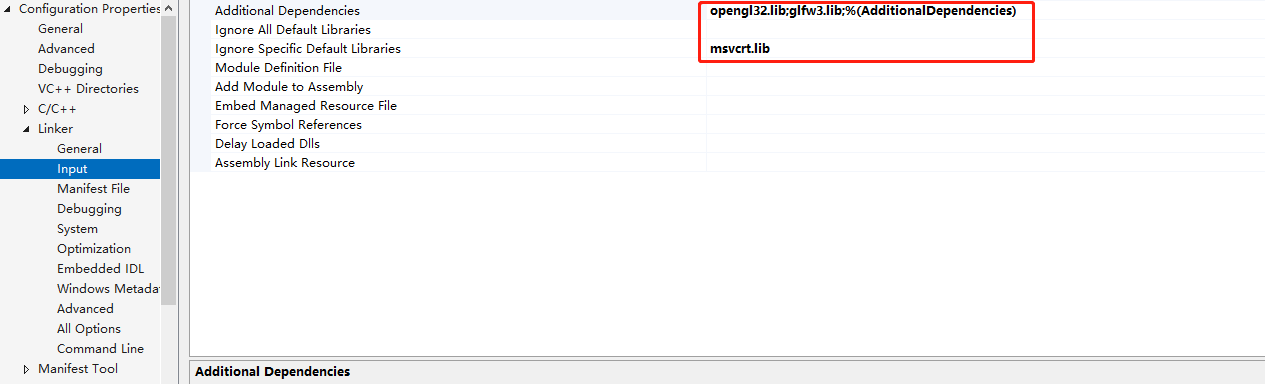 Configuration Properties
General
Advanced
Debugging
VC++ Directories
C/C++
Linker
General
Input
Manifest File
Debugging
System
Optimization
Embedded IDL
Windows Metada
Advanced
All Options
Command Line
Manifest Tool
Additional Dependencies opengl32.lib;glfw3.lib;%(AdditionalDependencies)
Ignore All Default Libraries
Ignore Specific Default Libraries msvcrt.lib
Module Definition File
Add Module to Assembly
Embed Managed Resource File
Force Symbol References
Delay Loaded Dlls
Assembly Link Resource
Additional Dependencies